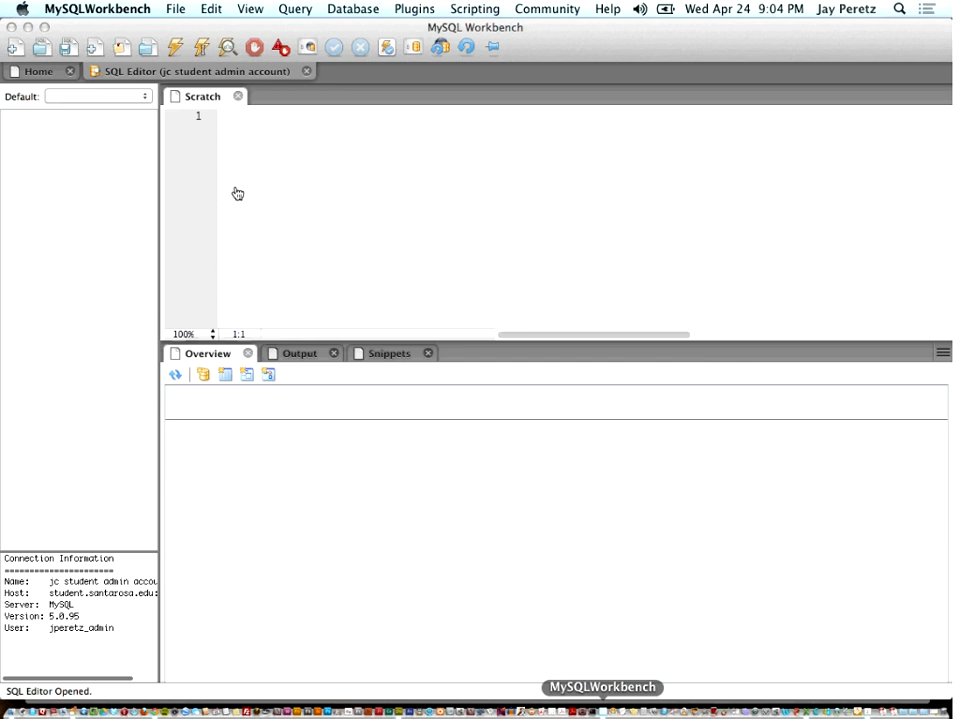 MySQLWorkbench File Edit View Query Database Plugins Scripting Community Help Wed Apr 24 9:04 PM Jay Peretz
MySQL Workbench
Home SQL Editor (jc student admin account)
Default: Scratch
1
100% 1:1
Overview Output Snippets
Connection Information
======================
Name: jc student admin accou
Host: student.santarosa.edu:
Server: MySQL
Version: 5.0.95
User: jperetz_admin
MySQLWorkbench
SQL Editor Opened.